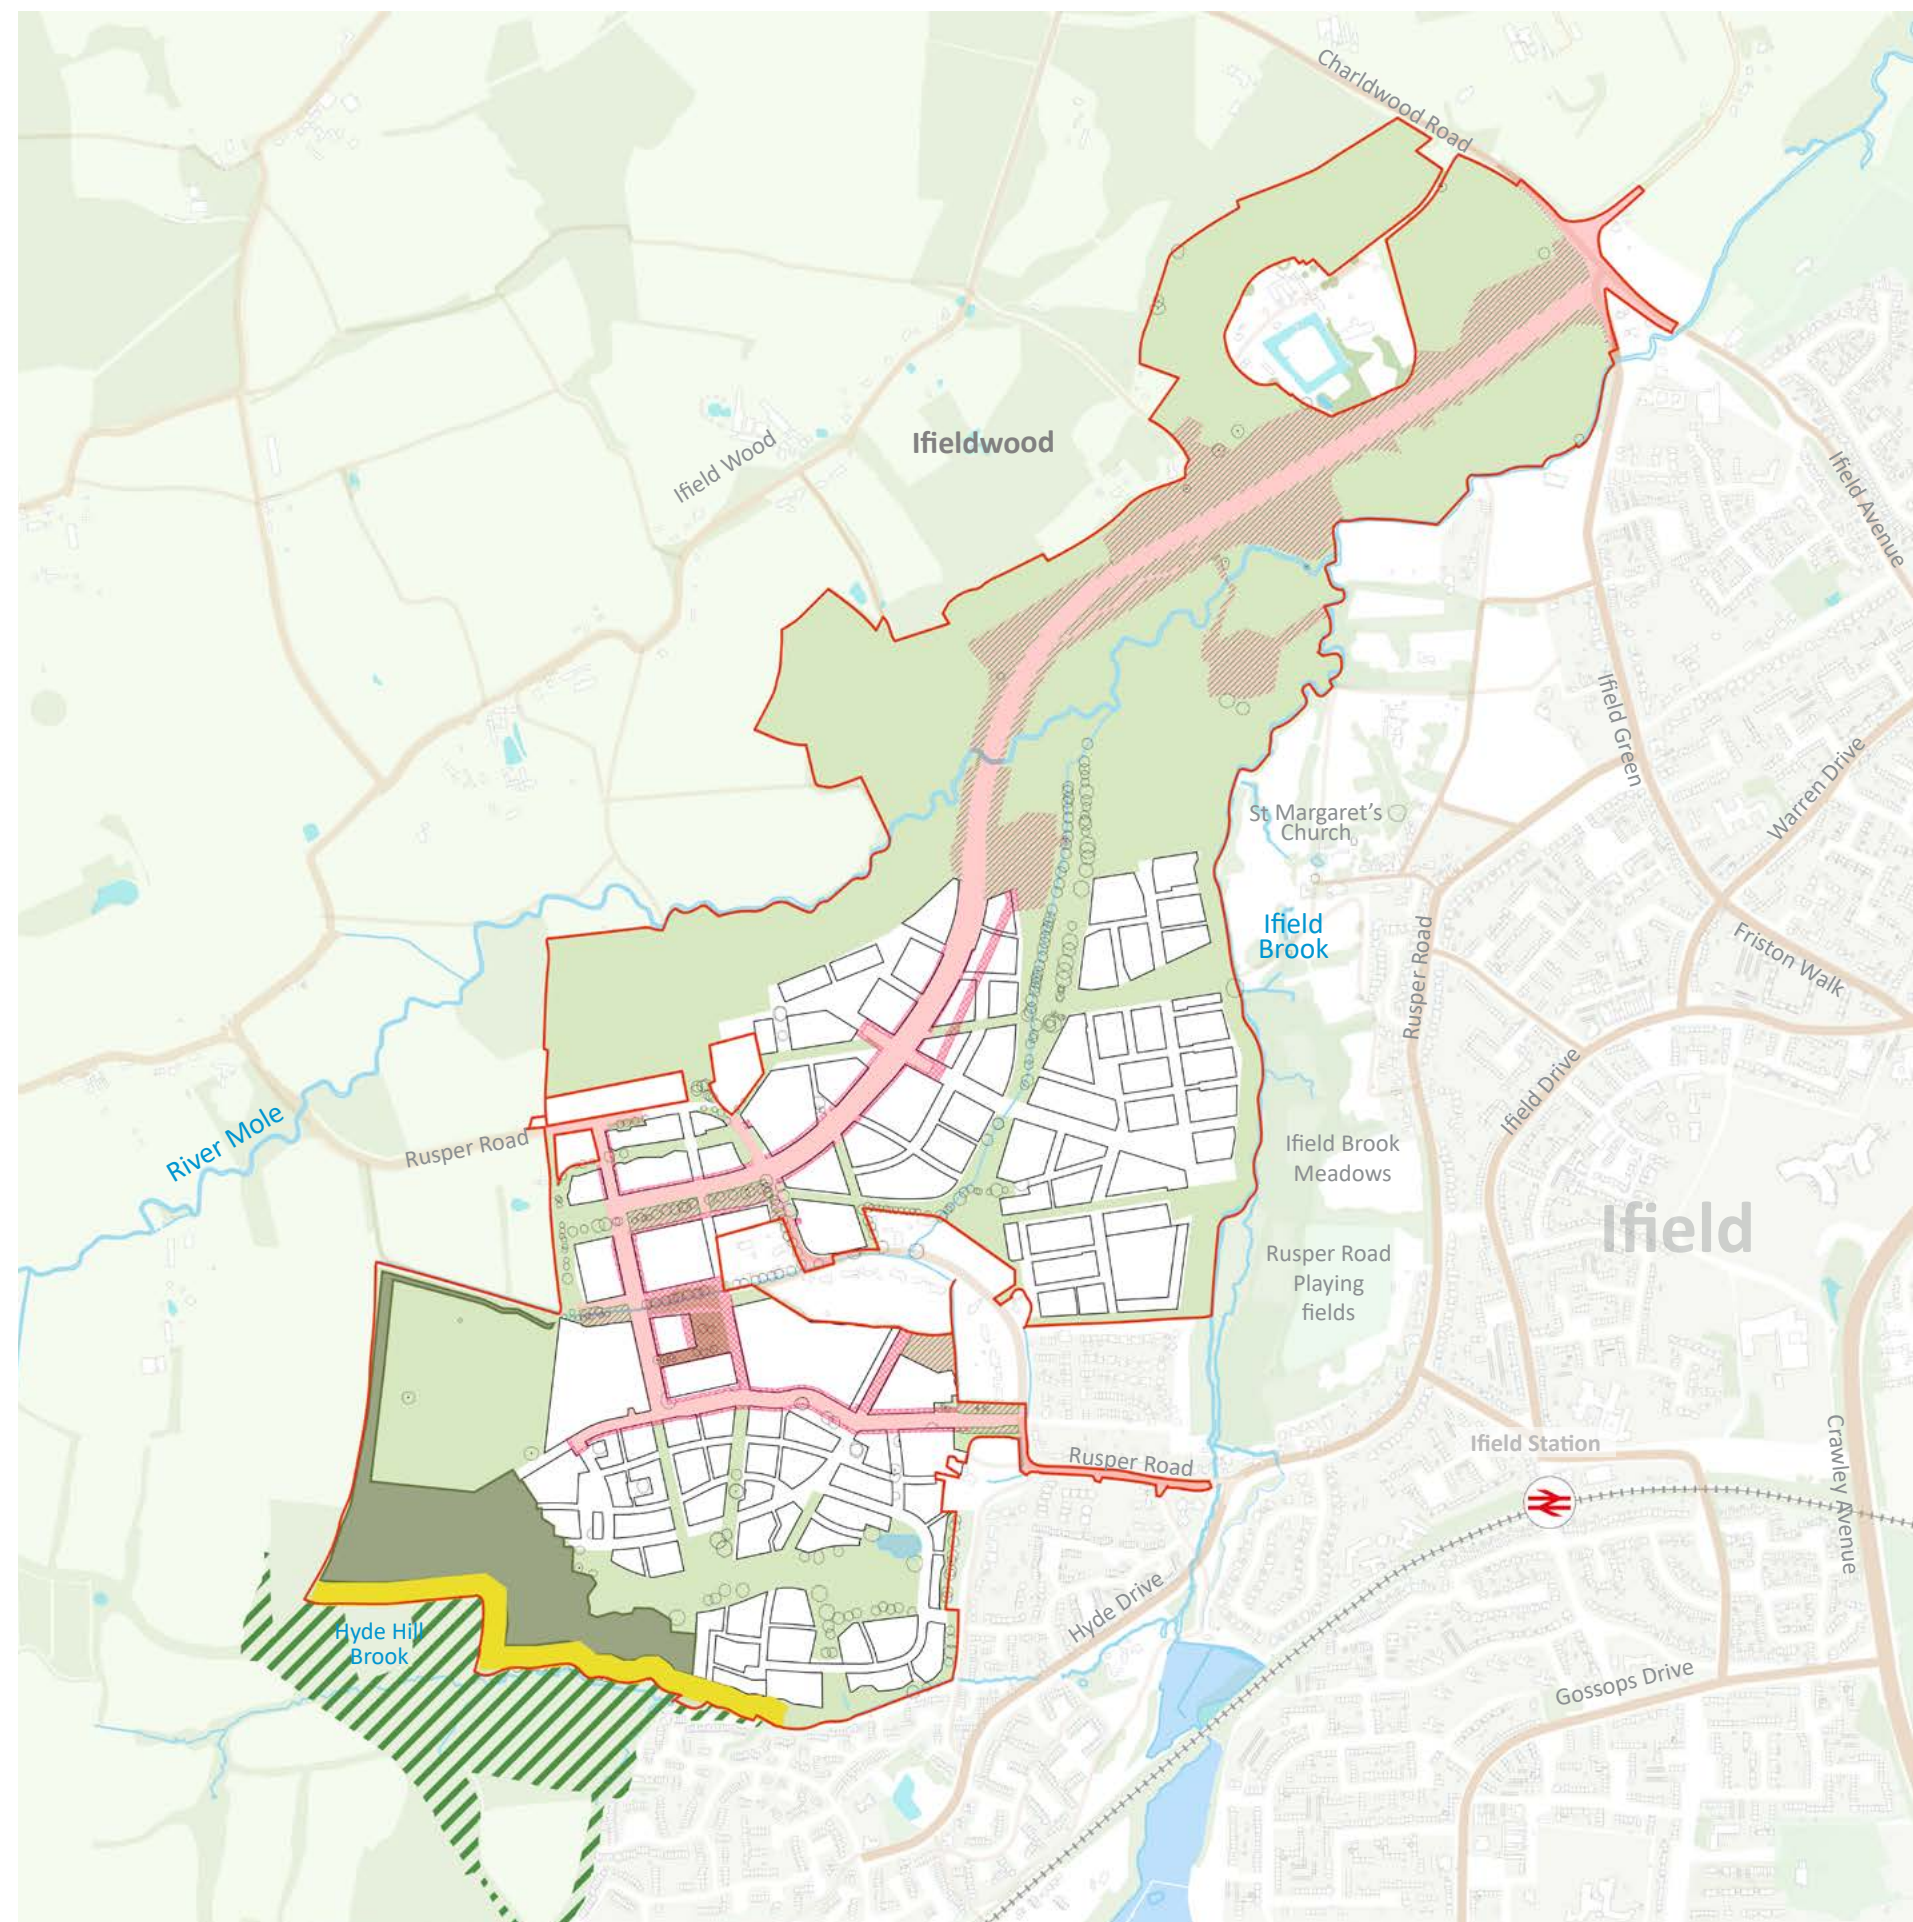 Charldwood Road
Ifieldwood
Ifield Wood
Ifield Avenue
Ifield Green
Warren Drive
St Margaret's
Church
Ifield
Brook
Rusper Road
Friston Walk
Ifield Drive
River Mole
Rusper Road
Ifield Brook
Meadows
Ifield
Rusper Road
Playing
fields
Crawley Avenue
Ifield Station
Rusper Road
Hyde Drive
Hyde Hill
Brook
Gossops Drive